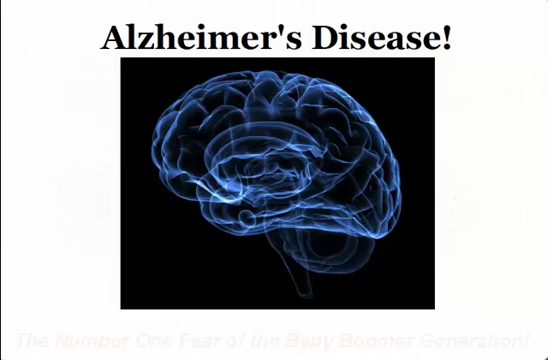 Alzheimer's Disease!
The Number One Fear of the Baby Boomer Generation!